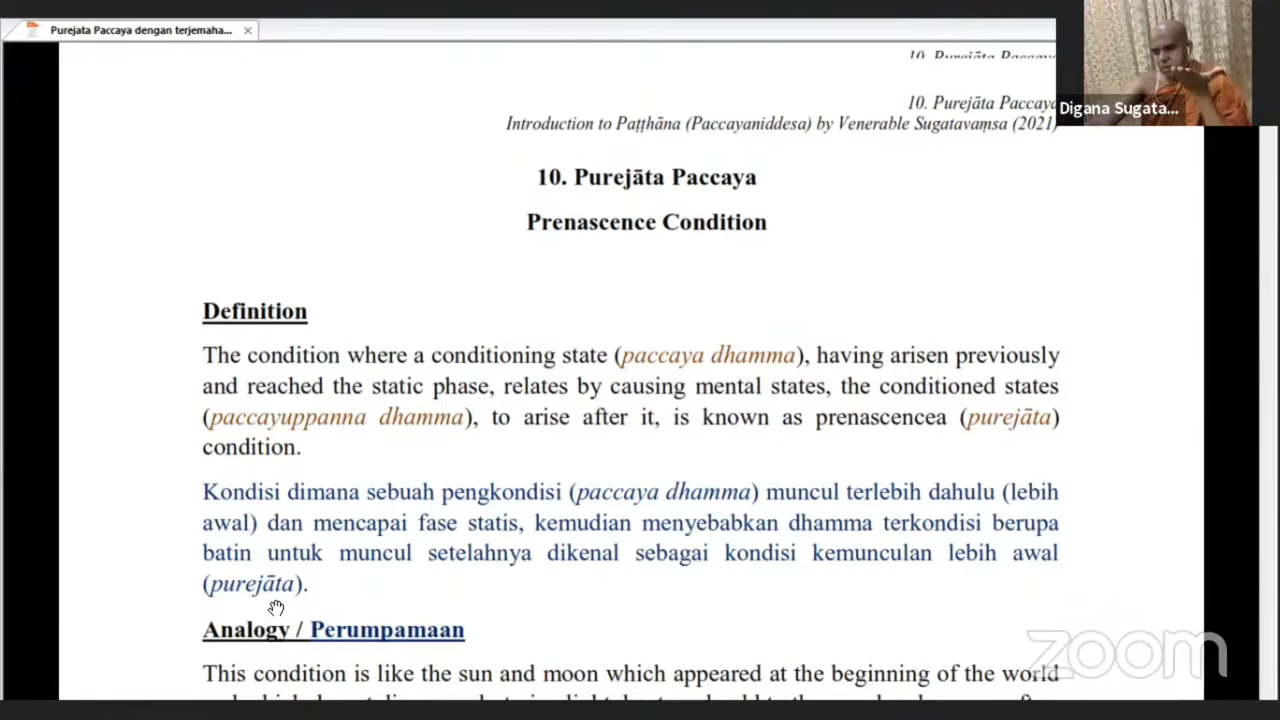 Purejata Paccaya dengan terjemaha...
10. Purejāta Paccaya
Digana Sugata...
Introduction to Paṭṭhāna (Paccayaniddesa) by Venerable Sugatavaṃsa (2021)
10. Purejāta Paccaya
Prenascence Condition
Definition
The condition where a conditioning state (paccaya dhamma), having arisen previously
and reached the static phase, relates by causing mental states, the conditioned states
(paccayuppanna dhamma), to arise after it, is known as prenascencea (purejāta)
condition.
Kondisi dimana sebuah pengkondisi (paccaya dhamma) muncul terlebih dahulu (lebih
awal) dan mencapai fase statis, kemudian menyebabkan dhamma terkondisi berupa
batin untuk muncul setelahnya dikenal sebagai kondisi kemunculan lebih awal
(purejāta).
Analogy / Perumpamaan
zoom
This condition is like the sun and moon which appeared at the beginning of the world